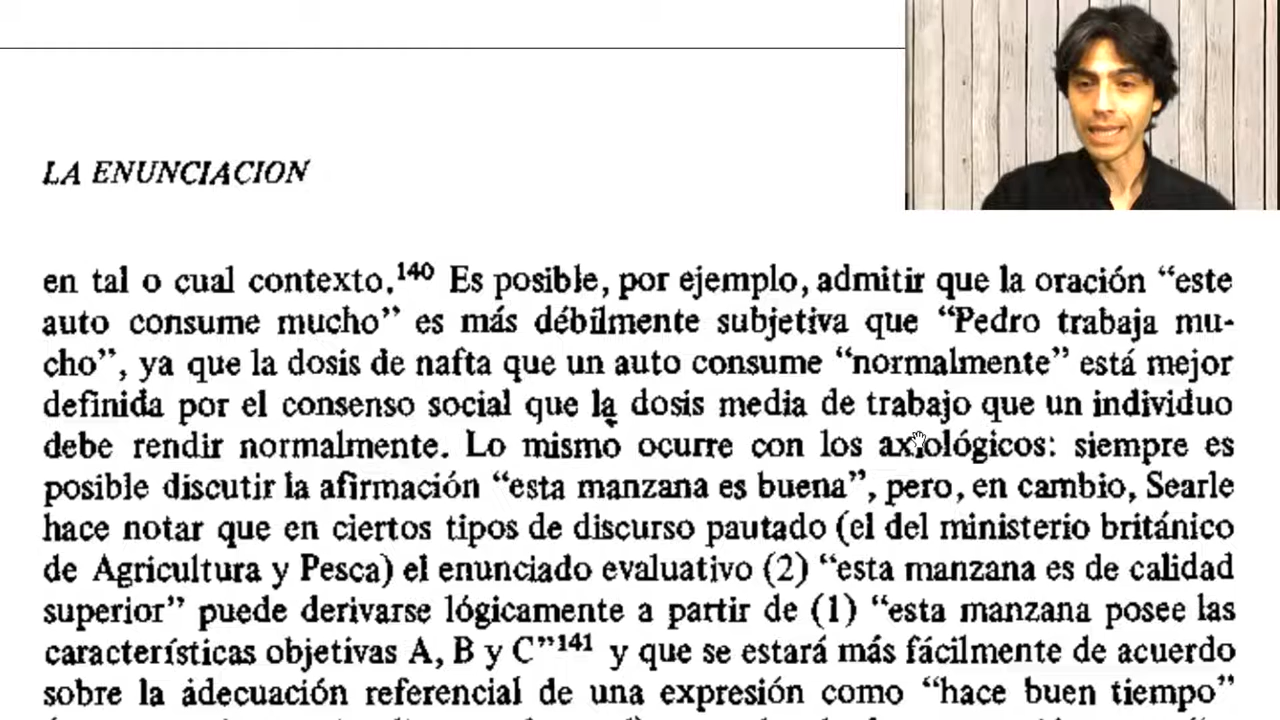 LA ENUNCIACION
en tal o cual contexto.140 Es posible, por ejemplo, admitir que la oración “este
auto consume mucho” es más débilmente subjetiva que “Pedro trabaja mu-
cho”, ya que la dosis de nafta que un auto consume “normalmente” está mejor
definida por el consenso social que la dosis media de trabajo que un individuo
debe rendir normalmente. Lo mismo ocurre con los axiológicos: siempre es
posible discutir la afirmación “esta manzana es buena”, pero, en cambio, Searle
hace notar que en ciertos tipos de discurso pautado (el del ministerio británico
de Agricultura y Pesca) el enunciado evaluativo (2) “esta manzana es de calidad
superior” puede derivarse lógicamente a partir de (1) “esta manzana posee las
características objetivas A, B y C”141 y que se estará más fácilmente de acuerdo
sobre la adecuación referencial de una expresión como “hace buen tiempo”